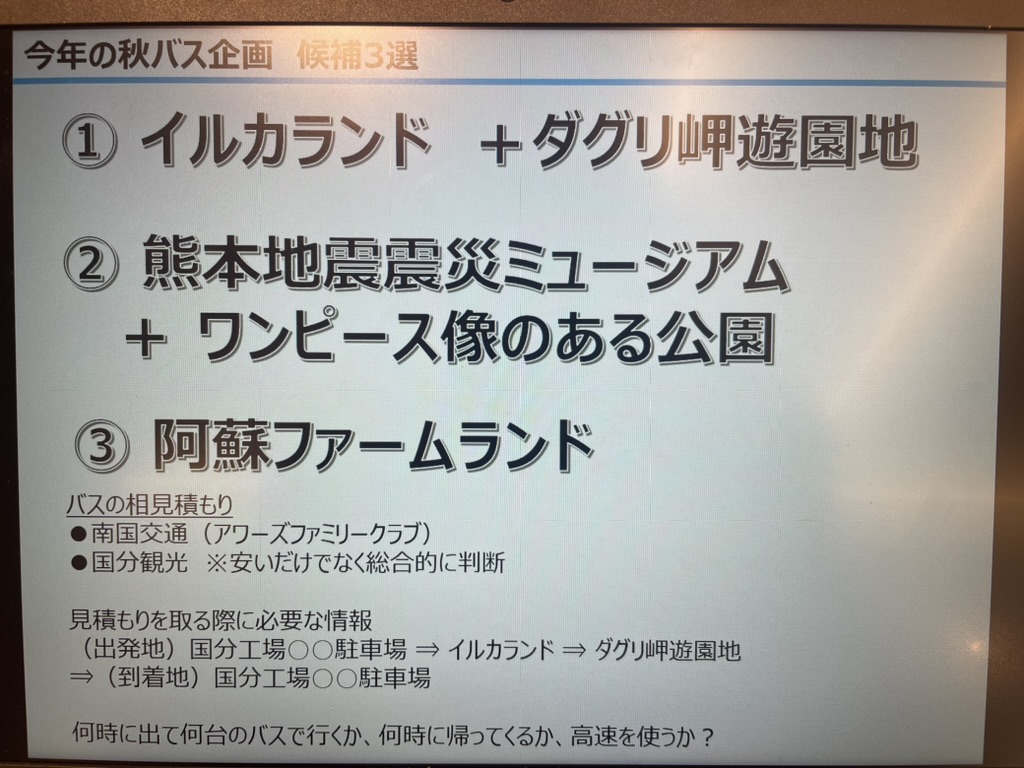 今年の秋バス企画 候補3選
① イルカランド +ダグリ岬遊園地
② 熊本地震震災ミュージアム
+ ワンピース像のある公園
③ 阿蘇ファームランド
バスの相見積もり
●南国交通（アワーズファミリークラブ）
●国分観光 ※安いだけでなく総合的に判断
見積もりを取る際に必要な情報
（出発地）国分工場○○駐車場 ⇒ イルカランド ⇒ ダグリ岬遊園地
⇒（到着地）国分工場○○駐車場
何時に出て何台のバスで行くか、何時に帰ってくるか、高速を使うか？